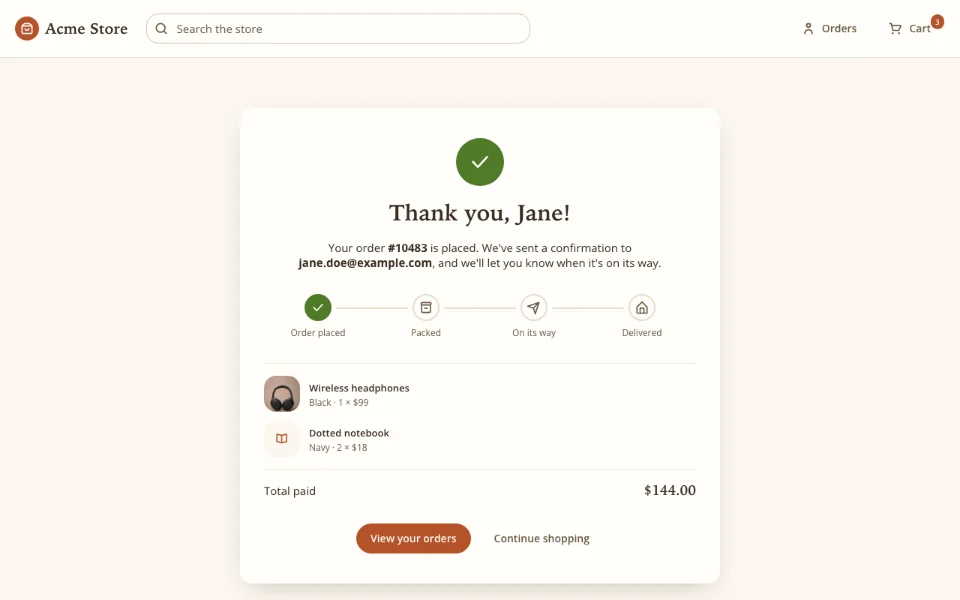 Acme Store
Search the store
Orders
Cart
3
Thank you, Jane!
Your order #10483 is placed. We've sent a confirmation to
jane.doe@example.com, and we'll let you know when it's on its way.
Order placed
Packed
On its way
Delivered
Wireless headphones
Black · 1 × $99
Dotted notebook
Navy · 2 × $18
Total paid
$144.00
View your orders
Continue shopping